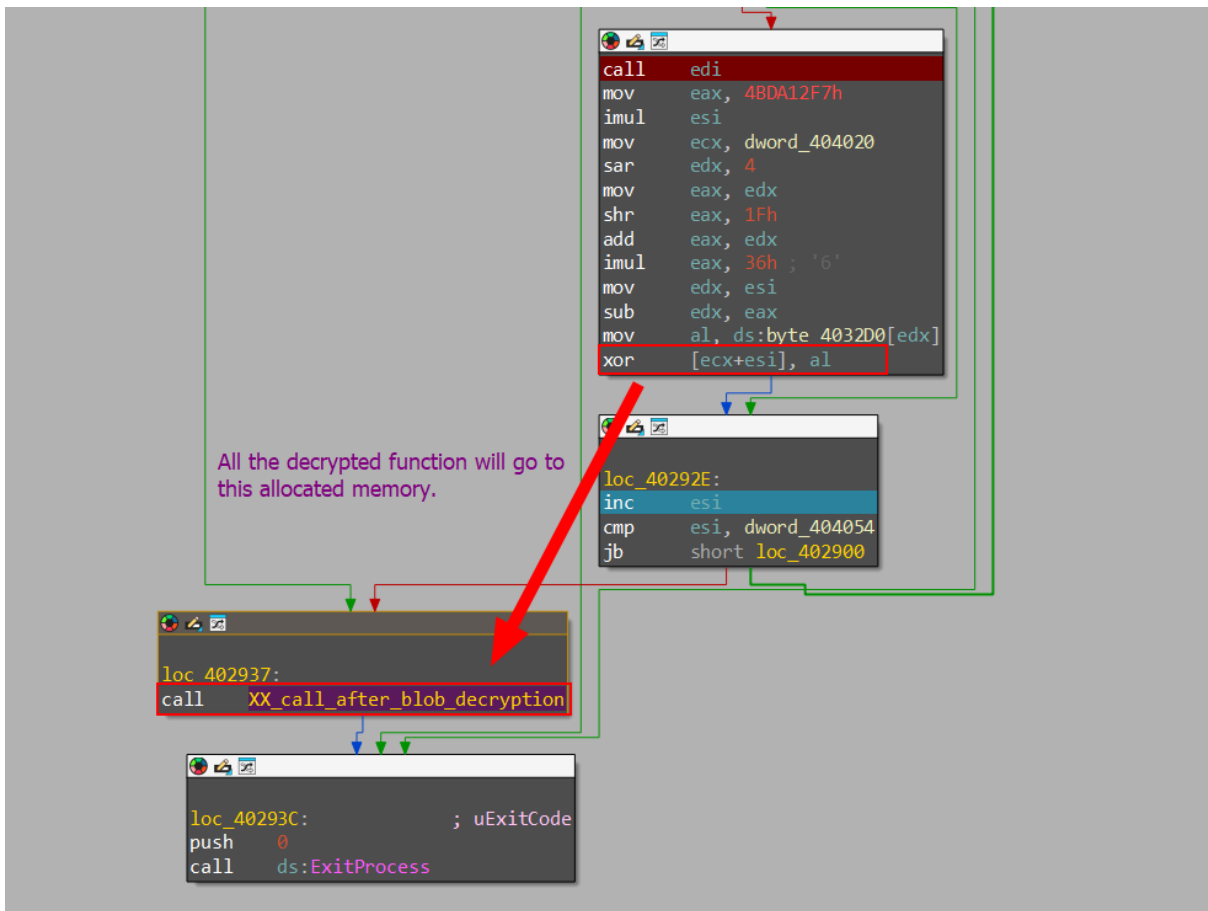 call edi
mov eax, 4BDA12F7h
imul esi
mov ecx, dword_404020
sar edx, 4
mov eax, edx
shr eax, 1Fh
add eax, edx
imul eax, 36h ; '6'
mov edx, esi
sub edx, eax
mov al, ds:byte_4032D0[edx]
xor [ecx+esi], al
All the decrypted function will go to
this allocated memory.
loc_40292E:
inc esi
cmp esi, dword_404054
jb short loc_402900
loc_402937:
call XX_call_after_blob_decryption
loc_40293C: ; uExitCode
push 0
call ds:ExitProcess